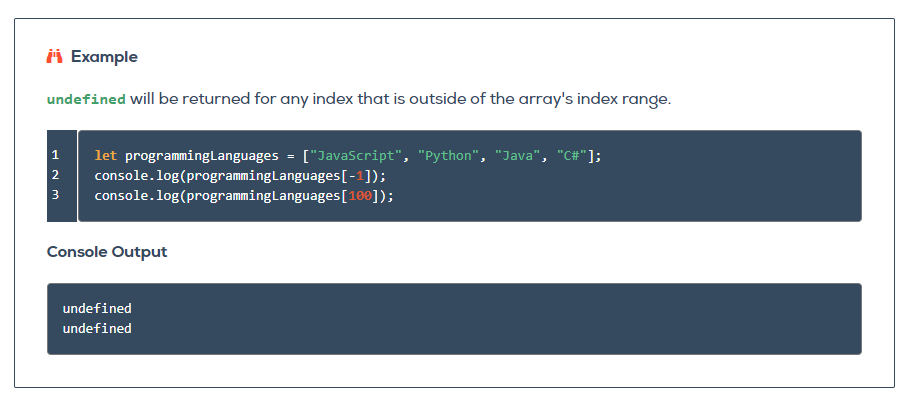 Example
undefined will be returned for any index that is outside of the array's index range.
1 let programmingLanguages = ["JavaScript", "Python", "Java", "C#"];
2 console.log(programmingLanguages[-1]);
3 console.log(programmingLanguages[100]);
Console Output
undefined
undefined